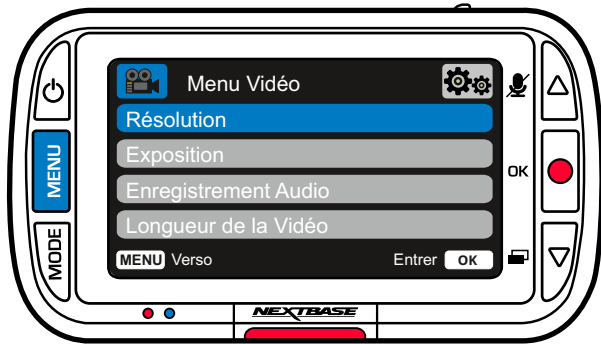 Menu Vidéo
Résolution
Exposition
Enregistrement Audio
Longueur de la Vidéo
MENU Verso Entrer OK
MENU
MODE
OK
NEXTBASE